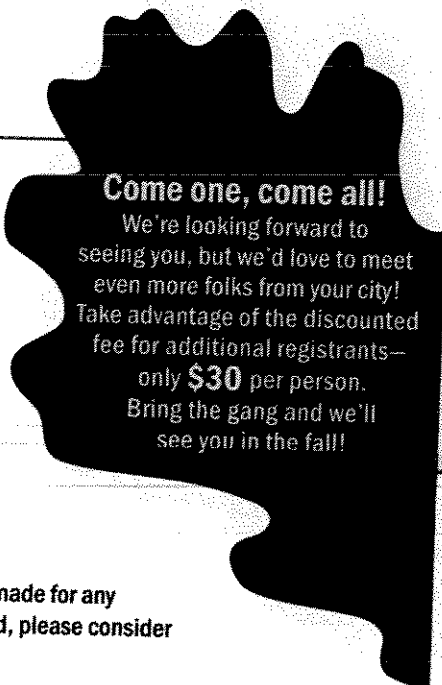 Come one, come all!
We're looking forward to
seeing you, but we'd love to meet
even more folks from your city!
Take advantage of the discounted
fee for additional registrants—
only $30 per person.
Bring the gang and we'll
see you in the fall!
made for any
d, please consider